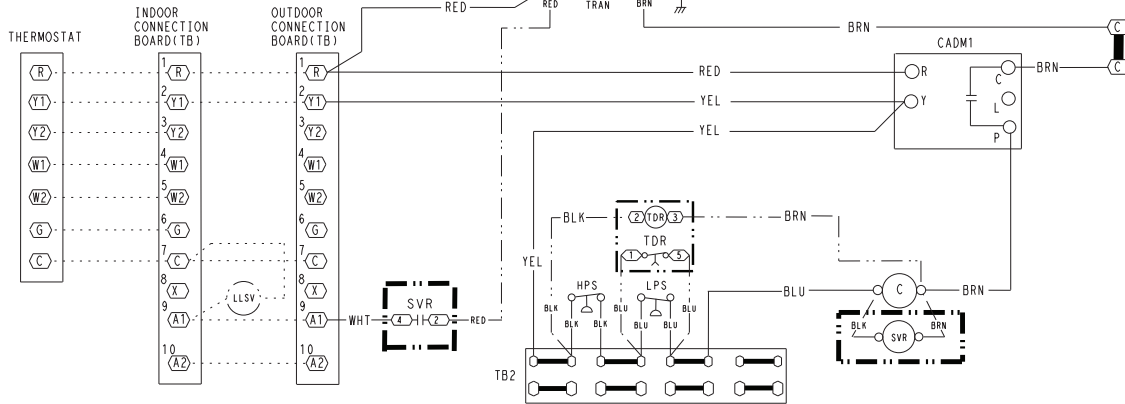 RED
RED
TRAN
BRN
INDOOR
CONNECTION
BOARD(TB)
OUTDOOR
CONNECTION
BOARD(TB)
THERMOSTAT
BRN
C
CADM1
1
R
R
1
R
RED
R
C
BRN
C
Y1
2
Y1
2
Y1
YEL
Y
L
Y2
3
Y2
3
Y2
YEL
P
W1
4
W1
4
W1
W2
5
W2
5
W2
G
6
G
6
G
BLK
2
TDR
3
BRN
TDR
C
7
C
7
C
YEL
1
5
8
X
8
X
HPS
LPS
LLSV
SVR
BLU
C
BRN
9
A1
9
A1
WHT
4
2
RED
BLK
BLK
BLK
BLU
BLU
BLU
BLK
BRN
SVR
10
A2
10
A2
TB2